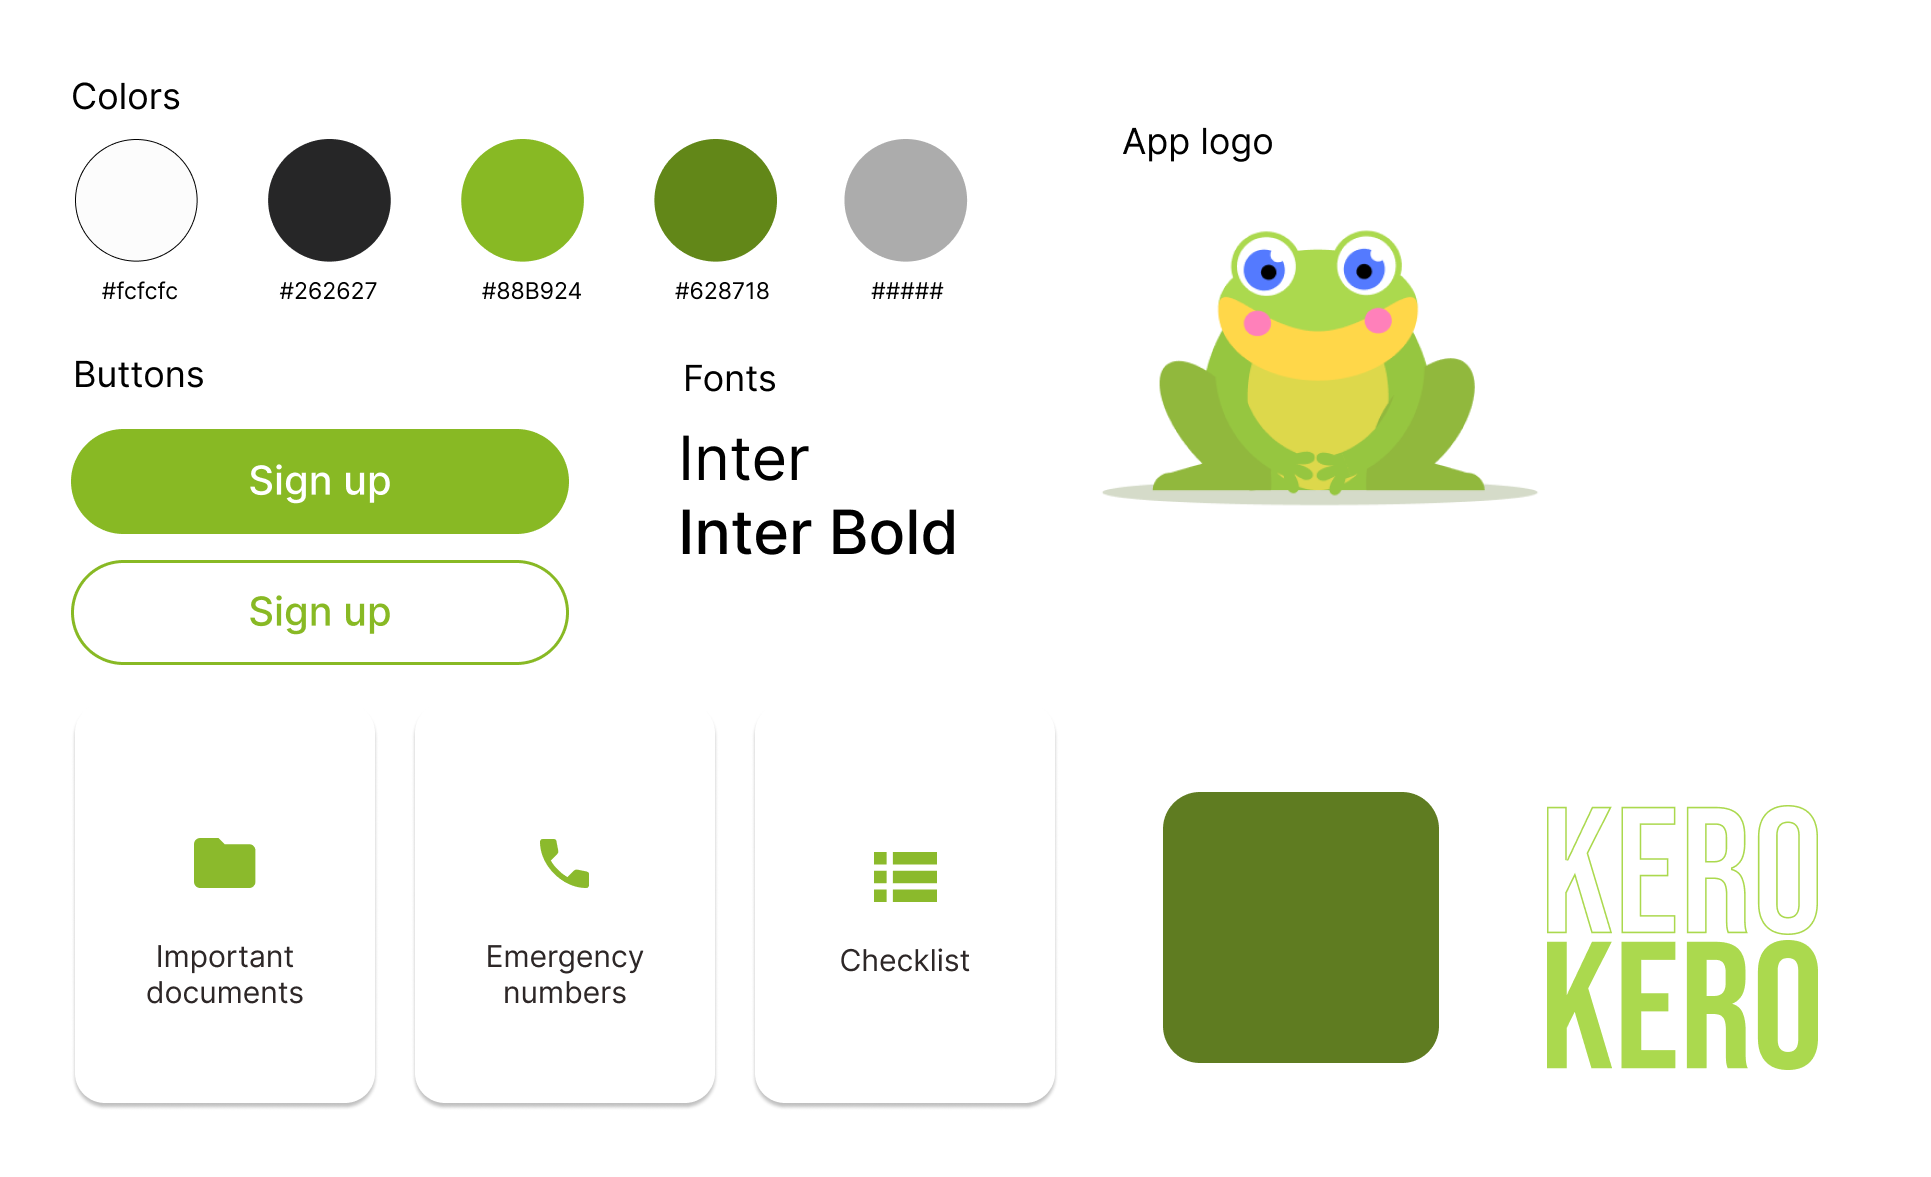 Colors
#fcfcfc
#262627
#88B924
#628718
#####
App logo
Buttons
Sign up
Sign up
Fonts
Inter
Inter Bold
Important
documents
Emergency
numbers
Checklist
KERO
KERO